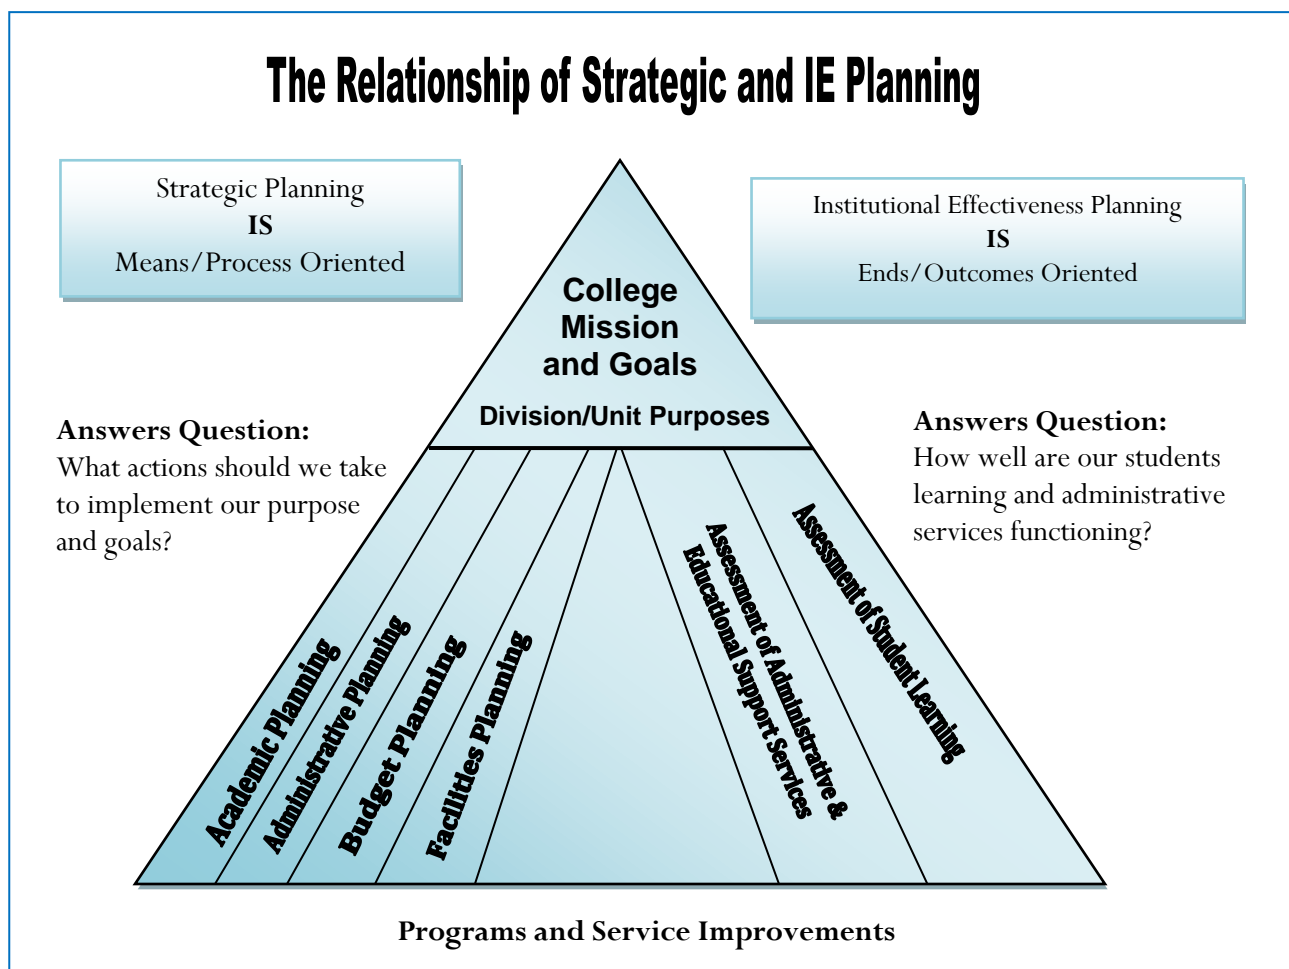 The Relationship of Strategic and IE Planning
Strategic Planning
IS
Means/Process Oriented
Institutional Effectiveness Planning
IS
Ends/Outcomes Oriented
College
Mission
and Goals
Division/Unit Purposes
Answers Question:
What actions should we take
to implement our purpose
and goals?
Answers Question:
How well are our students
learning and administrative
services functioning?
Academic Planning
Administrative Planning
Budget Planning
Facilities Planning
Assessment of Administrative &
Educational Support Services
Assessment of Student Learning
Programs and Service Improvements